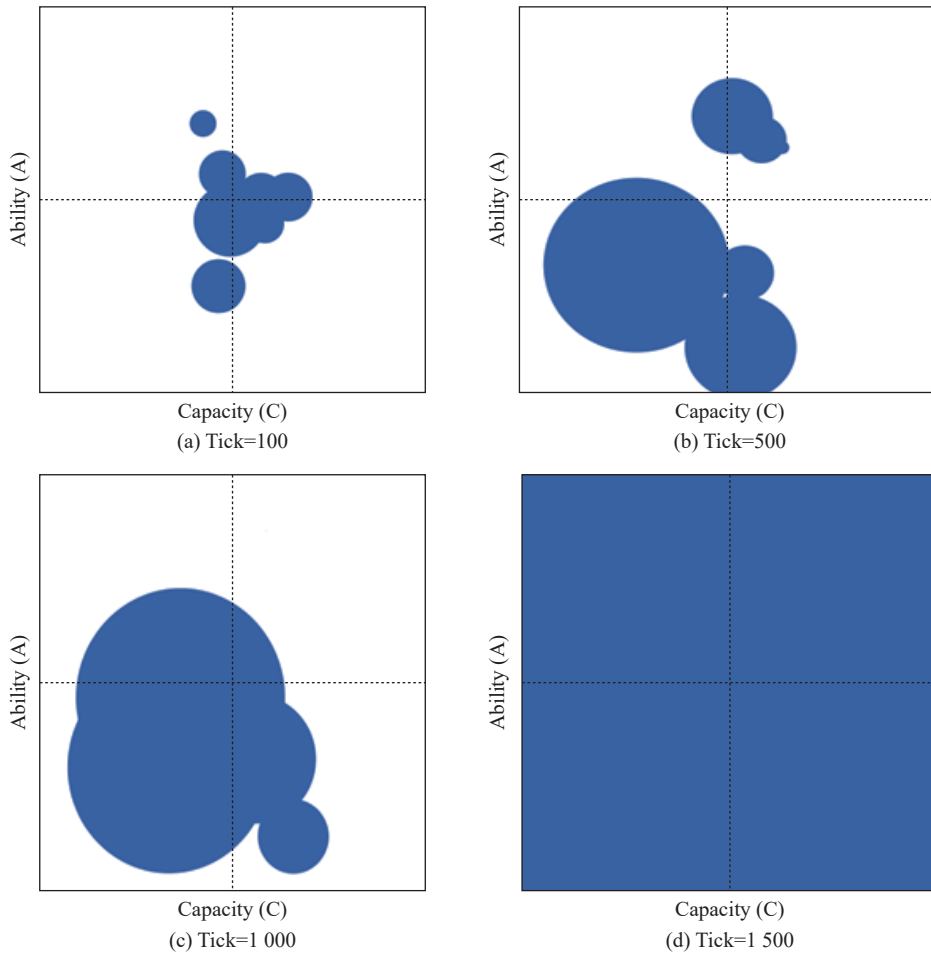 Ability (A)
Capacity (C)
(a) Tick=100
Ability (A)
Capacity (C)
(b) Tick=500
Ability (A)
Capacity (C)
(c) Tick=1 000
Ability (A)
Capacity (C)
(d) Tick=1 500